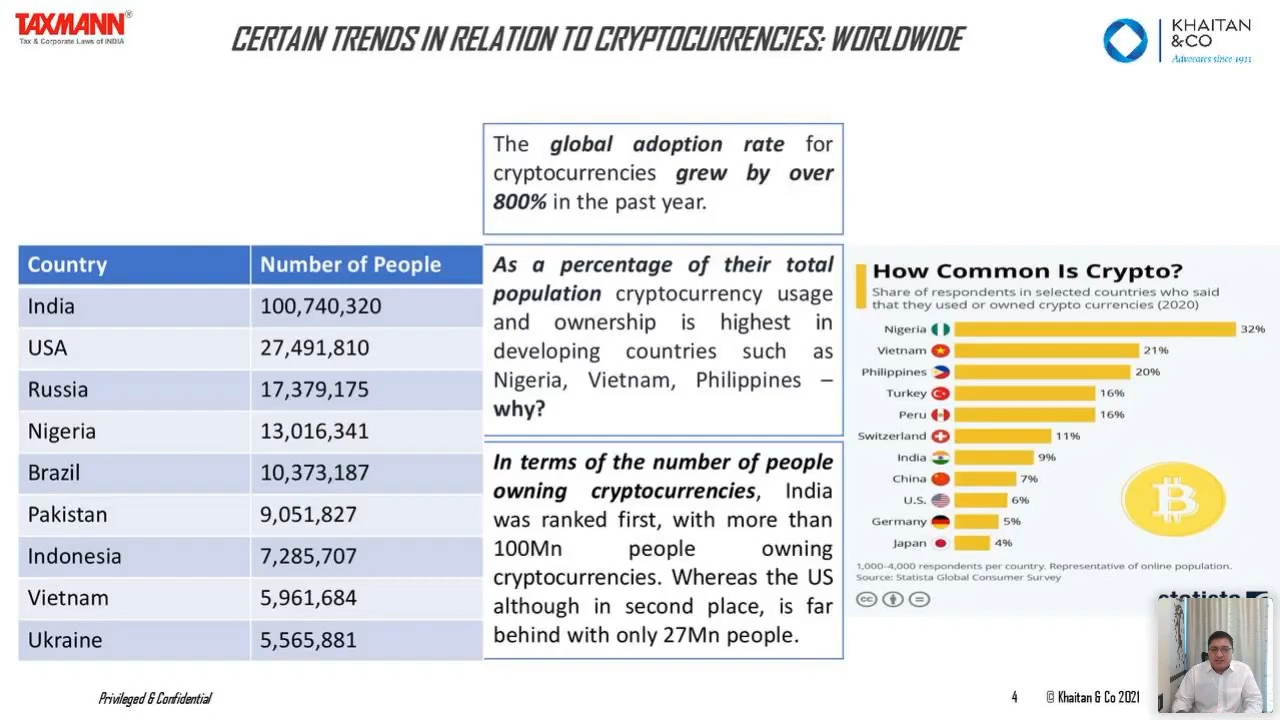 TAXMANN®
Tax & Corporate Laws of INDIA
CERTAIN TRENDS IN RELATION TO CRYPTOCURRENCIES: WORLDWIDE
KHAITAN
&CO
Advocates since 1911
The global adoption rate for
cryptocurrencies grew by over
800% in the past year.
Country Number of People
India 100,740,320
USA 27,491,810
Russia 17,379,175
Nigeria 13,016,341
Brazil 10,373,187
Pakistan 9,051,827
Indonesia 7,285,707
Vietnam 5,961,684
Ukraine 5,565,881
As a percentage of their total
population cryptocurrency usage
and ownership is highest in
developing countries such as
Nigeria, Vietnam, Philippines –
why?
In terms of the number of people
owning cryptocurrencies, India
was ranked first, with more than
100Mn people owning
cryptocurrencies. Whereas the US
although in second place, is far
behind with only 27Mn people.
How Common Is Crypto?
Share of respondents in selected countries who said
that they used or owned crypto currencies (2020)
Nigeria 32%
Vietnam 21%
Philippines 20%
Turkey 16%
Peru 16%
Switzerland 11%
India 9%
China 7%
U.S. 6%
Germany 5%
Japan 4%
1,000-4,000 respondents per country. Representative of online population.
Source: Statista Global Consumer Survey
cc
statista
Privileged & Confidential
4 © Khaitan & Co 2021